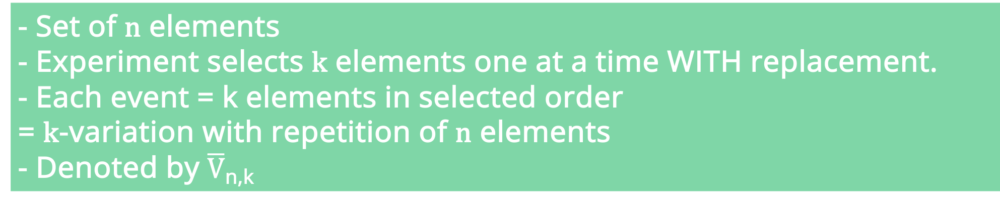 - Set of n elements
- Experiment selects k elements one at a time WITH replacement.
- Each event = k elements in selected order
= k-variation with repetition of n elements
- Denoted by V̅n,k